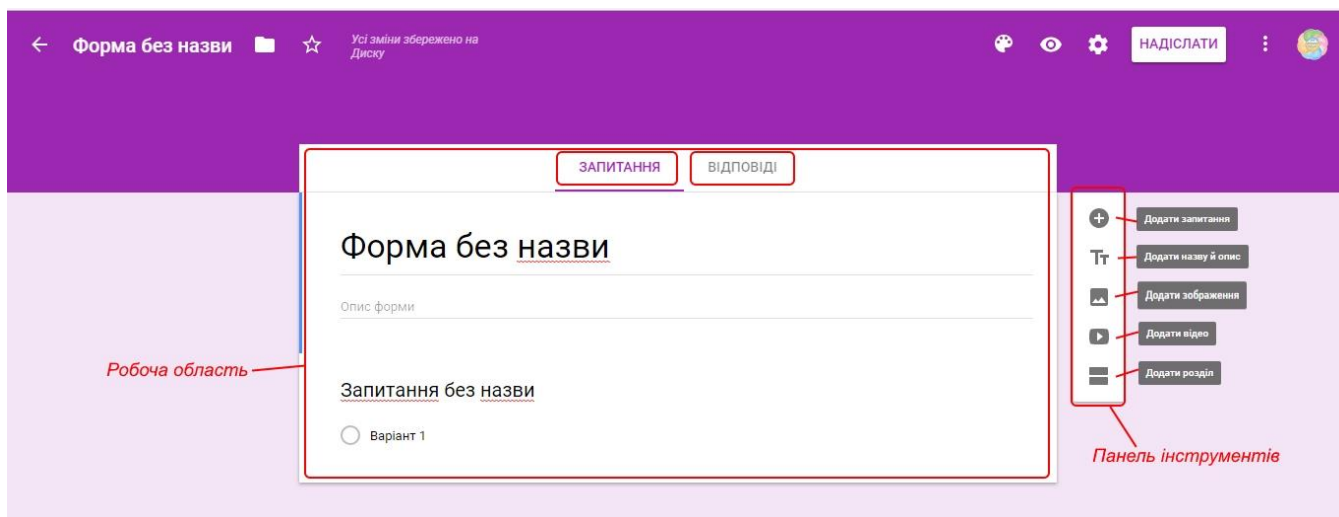 Форма без назви
Усі зміни збережено на
Диску
НАДІСЛАТИ
ЗАПИТАННЯ
ВІДПОВІДІ
Форма без назви
Опис форми
Запитання без назви
Варіант 1
Робоча область
Tт
Додати запитання
Додати назву й опис
Додати зображення
Додати відео
Додати розділ
Панель інструментів